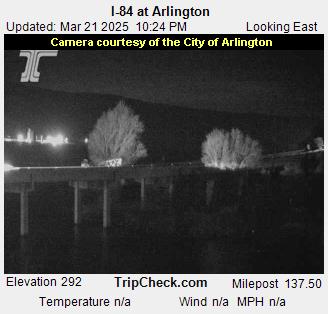 I-84 at Arlington
Updated: Mar 21 2025 10:24 PM Looking East
Camera courtesy of the City of Arlington
Elevation 292 TripCheck.com Milepost 137.50
Temperature n/a Wind n/a MPH n/a